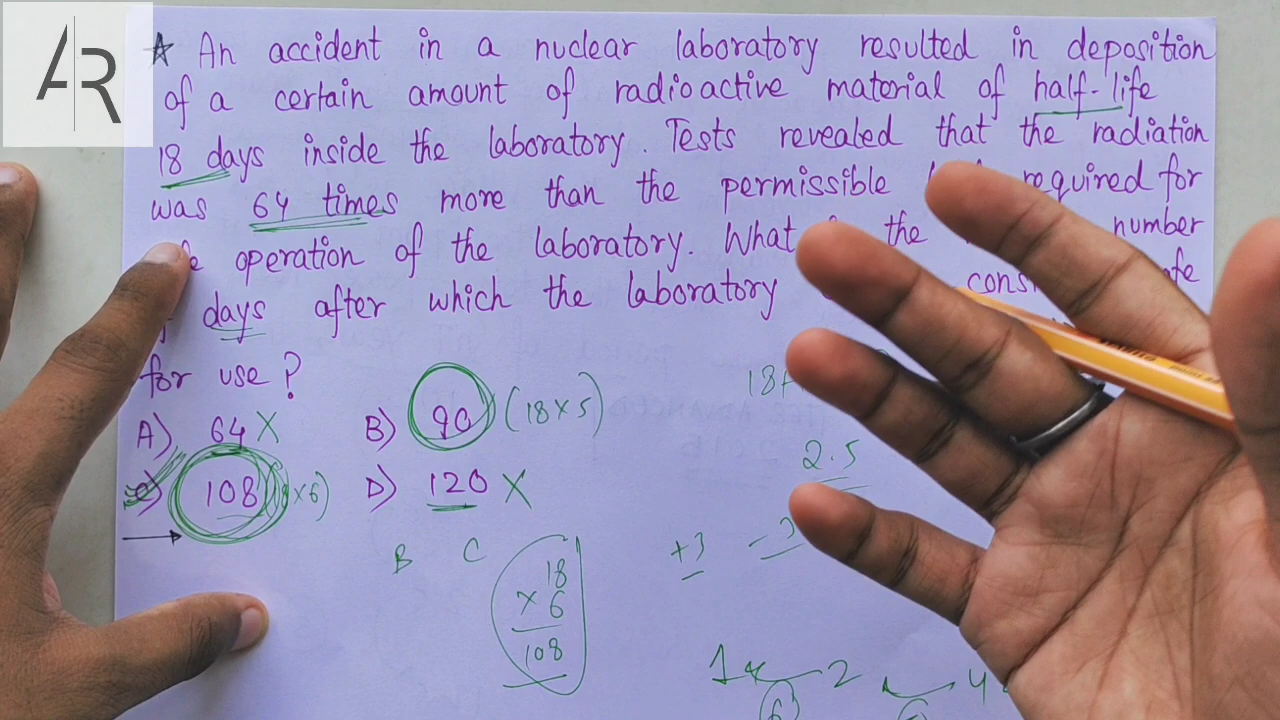 AR
☆ An accident in a nuclear laboratory resulted in deposition
of a certain amount of radioactive material of half-life
18 days inside the laboratory. Tests revealed that the radiation
was 64 times more than the permissible required for
operation of the laboratory. What the number
days after which the laboratory
for use?
A) 64 X B) 90 (18×5)
108 D) 120 X
2.5
+3
B C
18
× 6
108
1 2 4